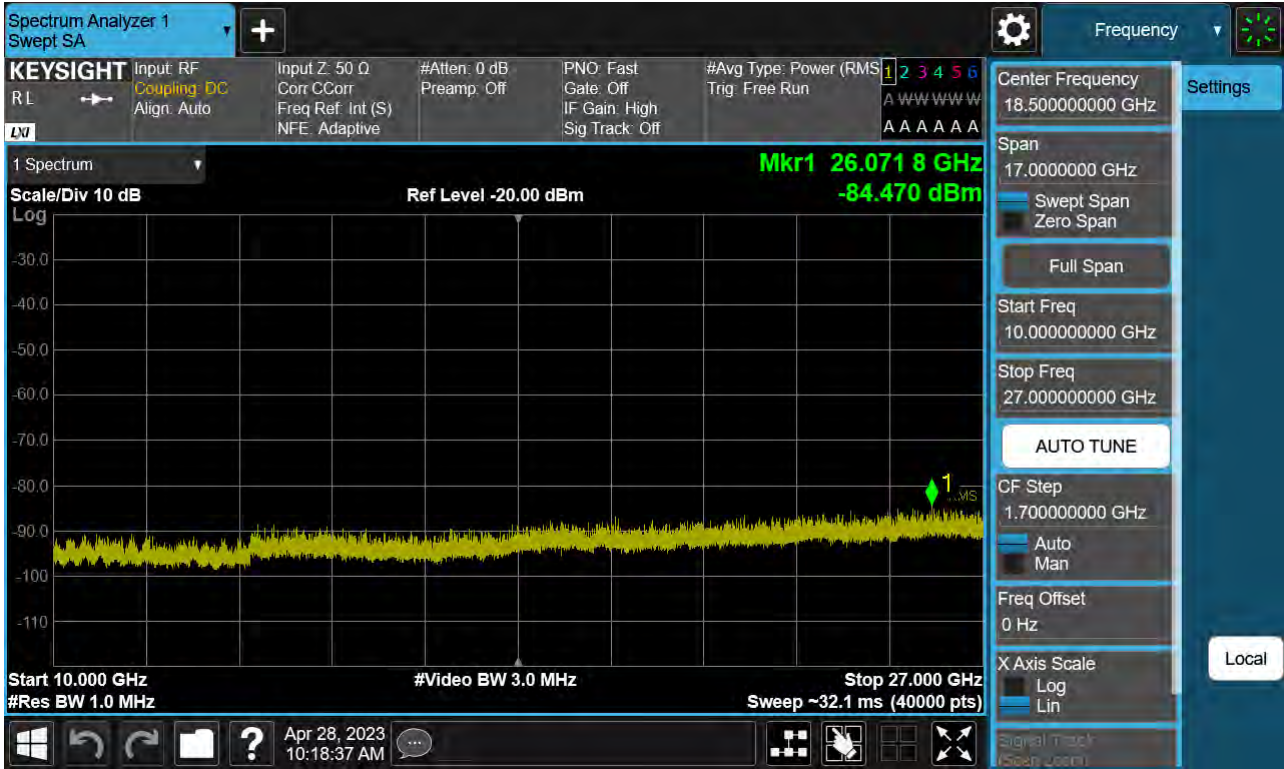 Spectrum Analyzer 1
Swept SA
Frequency
KEYSIGHT
R L
LXI
Input: RF
Coupling: DC
Align: Auto
Input Z: 50 Ω
Corr CCorr
Freq Ref: Int (S)
NFE: Adaptive
#Atten: 0 dB
Preamp: Off
PNO: Fast
Gate: Off
IF Gain: High
Sig Track: Off
#Avg Type: Power (RMS
Trig: Free Run
1 2 3 4 5 6
A W W W W W
A A A A A A
1 Spectrum
Scale/Div 10 dB
Log
Ref Level -20.00 dBm
Mkr1 26.071 8 GHz
-84.470 dBm
-30.0
-40.0
-50.0
-60.0
-70.0
-80.0
-90.0
-100
-110
1
Start 10.000 GHz
#Res BW 1.0 MHz
#Video BW 3.0 MHz
Stop 27.000 GHz
Sweep ~32.1 ms (40000 pts)
Apr 28, 2023
10:18:37 AM
Center Frequency
18.500000000 GHz
Span
17.0000000 GHz
Swept Span
Zero Span
Full Span
Start Freq
10.000000000 GHz
Stop Freq
27.000000000 GHz
AUTO TUNE
CF Step
1.700000000 GHz
Auto
Man
Freq Offset
0 Hz
X Axis Scale
Log
Lin
Signal Track
(Span Zoom)
Settings
Local